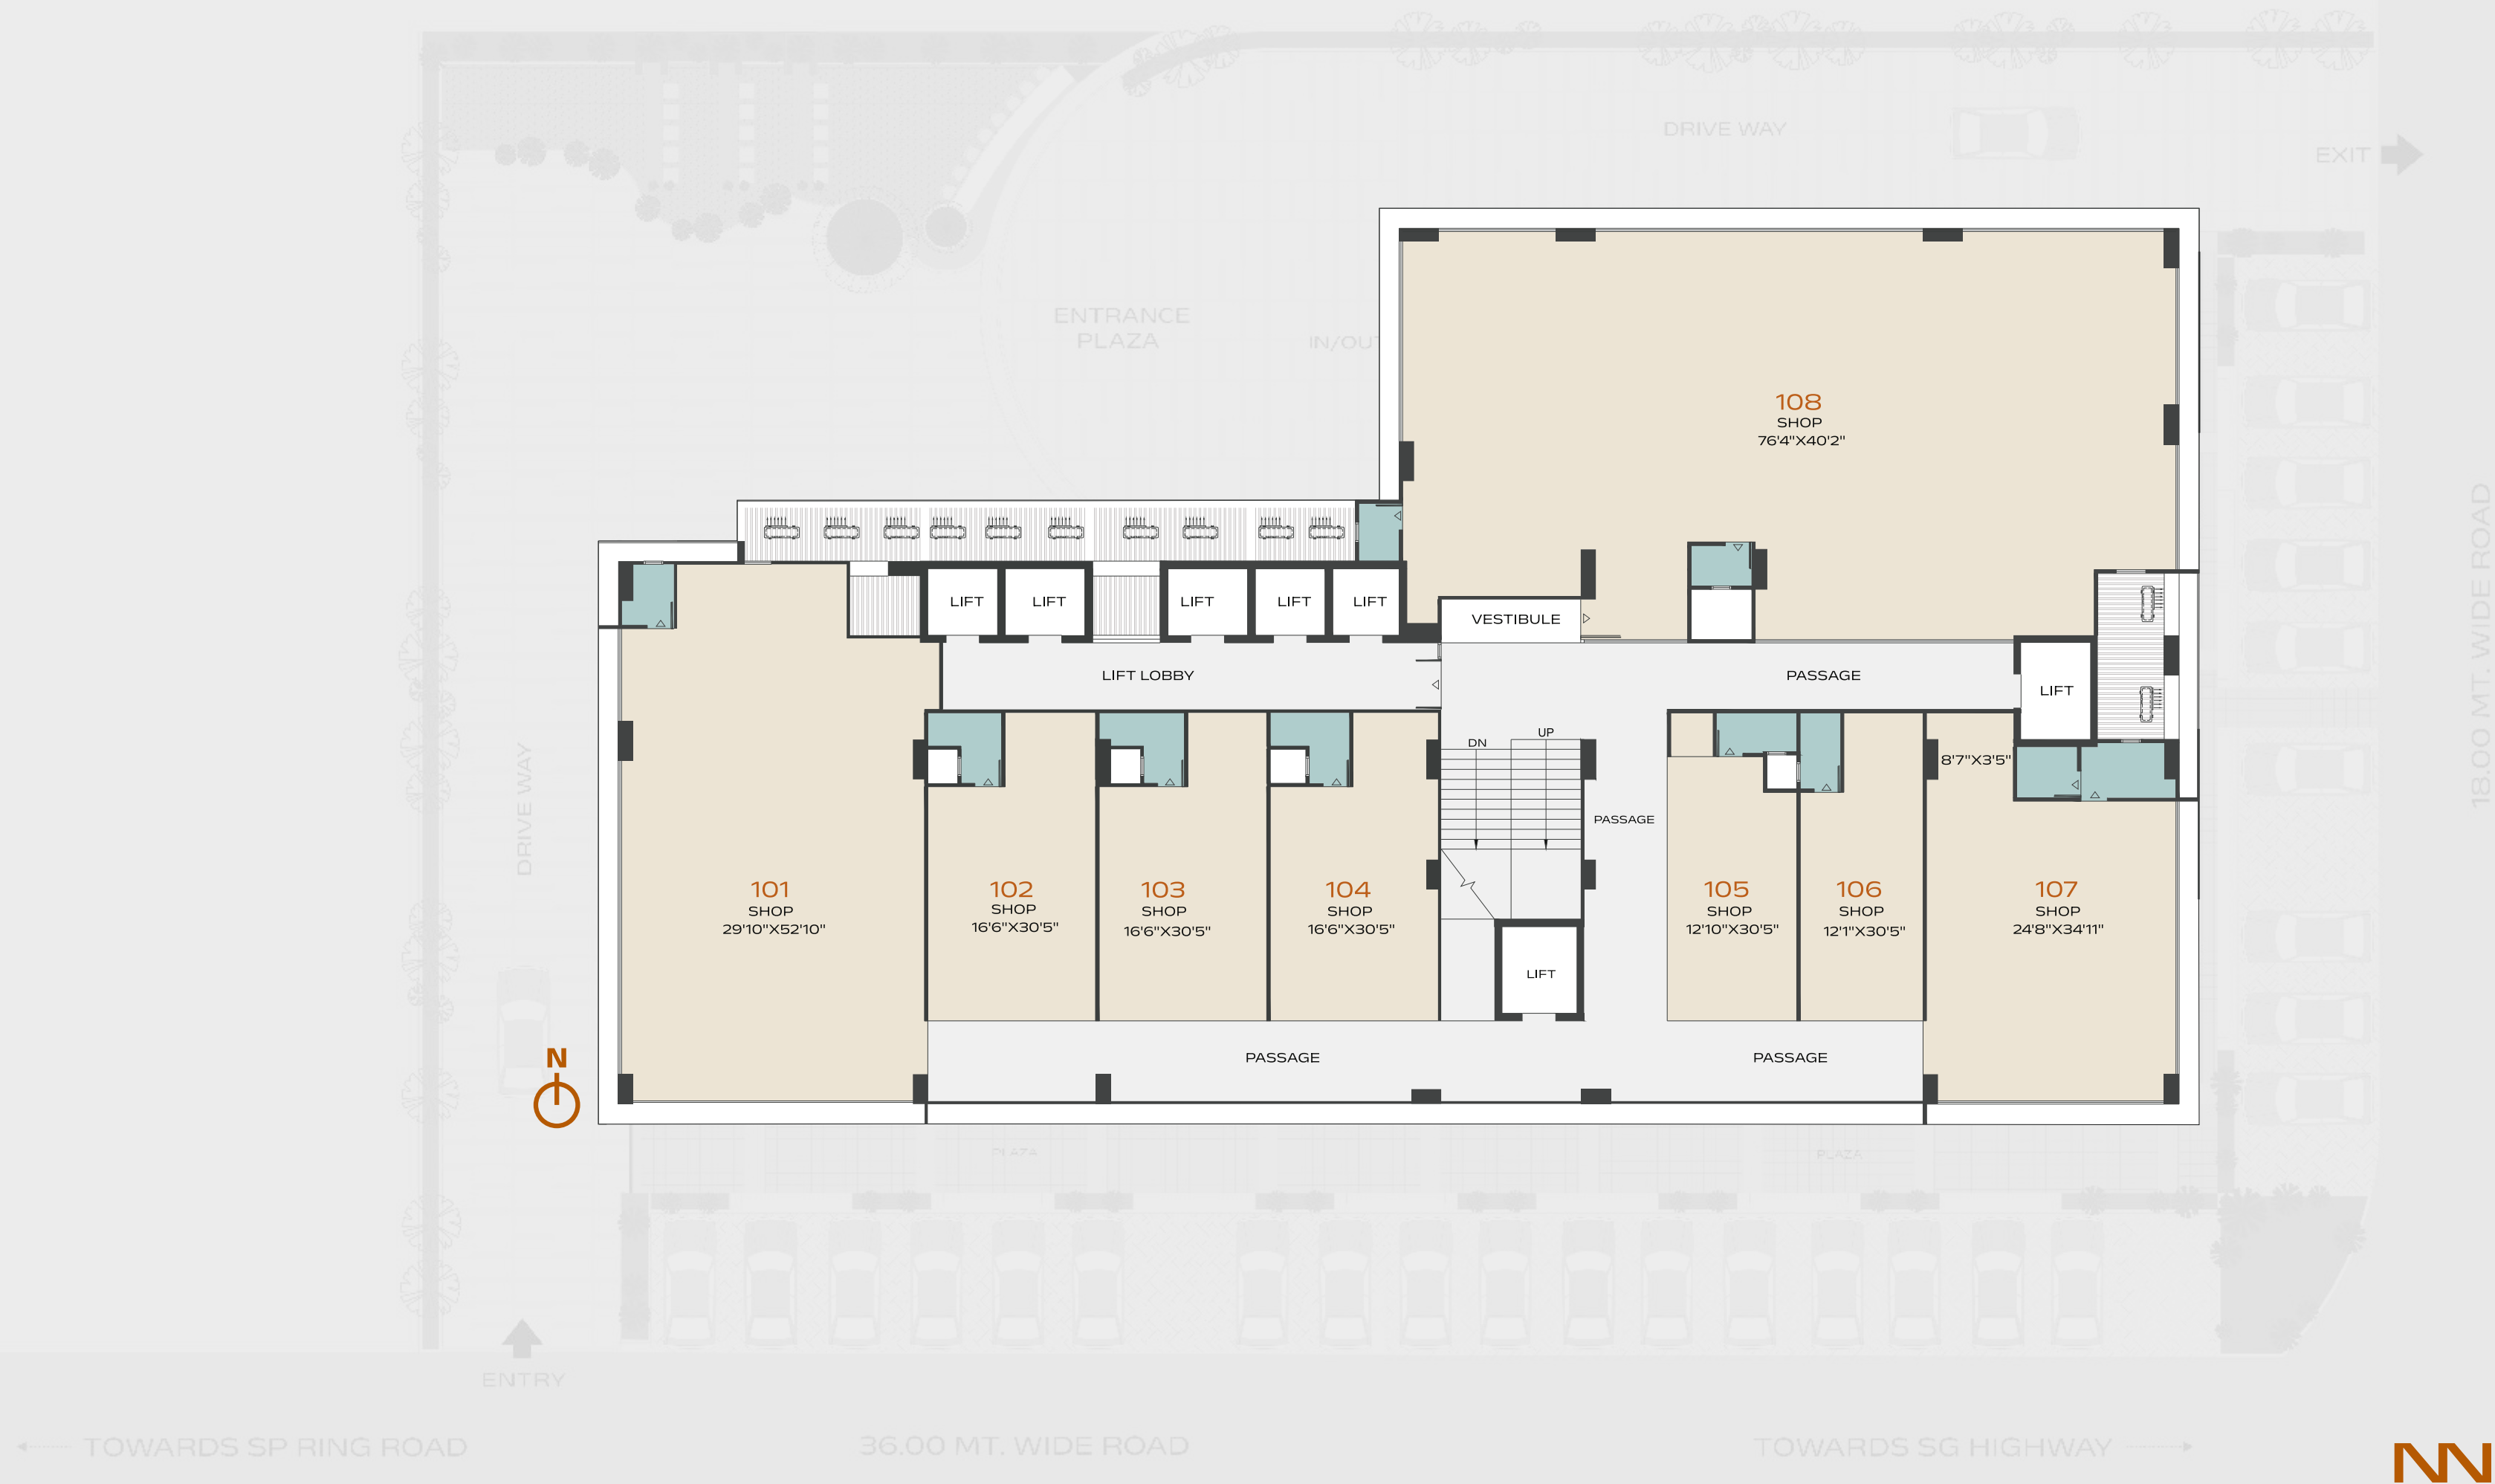 DRIVE WAY
EXIT
ENTRANCE
PLAZA
IN/OUT
108
SHOP
76'4"X40'2"
18.00 MT. WIDE ROAD
LIFT
LIFT
LIFT
LIFT
LIFT
VESTIBULE
LIFT LOBBY
PASSAGE
LIFT
DN
UP
8'7"X3'5"
DRIVE WAY
PASSAGE
101
SHOP
29'10"X52'10"
102
SHOP
16'6"X30'5"
103
SHOP
16'6"X30'5"
104
SHOP
16'6"X30'5"
105
SHOP
12'10"X30'5"
106
SHOP
12'1"X30'5"
107
SHOP
24'8"X34'11"
LIFT
N
PASSAGE
PASSAGE
PLAZA
PLAZA
ENTRY
TOWARDS SP RING ROAD
36.00 MT. WIDE ROAD
TOWARDS SG HIGHWAY